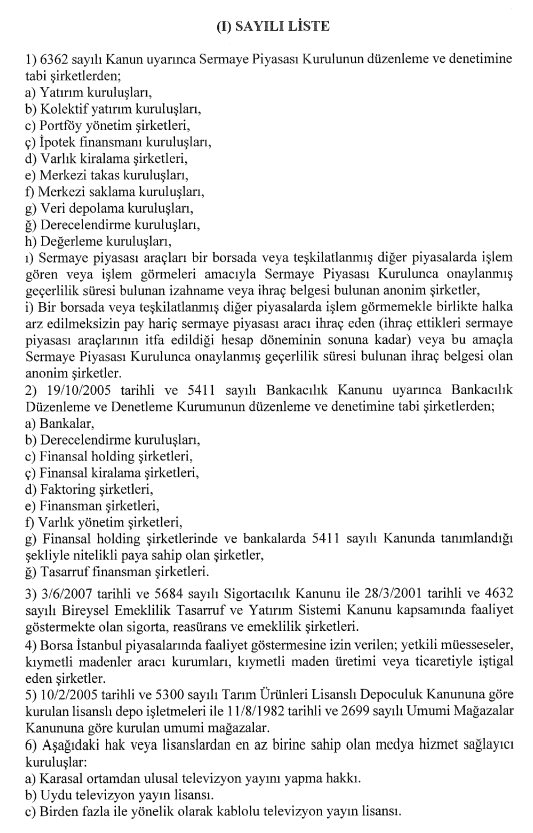 (I) SAYILI LİSTE
1) 6362 sayılı Kanun uyarınca Sermaye Piyasası Kurulunun düzenleme ve denetimine
tabi şirketlerden;
a) Yatırım kuruluşları,
b) Kolektif yatırım kuruluşları,
c) Portföy yönetim şirketleri,
ç) İpotek finansmanı kuruluşları,
d) Varlık kiralama şirketleri,
e) Merkezi takas kuruluşları,
f) Merkezi saklama kuruluşları,
g) Veri depolama kuruluşları,
ğ) Derecelendirme kuruluşları,
h) Değerleme kuruluşları,
ı) Sermaye piyasası araçları bir borsada veya teşkilatlanmış diğer piyasalarda işlem
gören veya işlem görmeleri amacıyla Sermaye Piyasası Kurulunca onaylanmış
geçerlilik süresi bulunan izahname veya ihraç belgesi bulunan anonim şirketler,
i) Bir borsada veya teşkilatlanmış diğer piyasalarda işlem görmemekle birlikte halka
arz edilmeksizin pay hariç sermaye piyasası aracı ihraç eden (ihraç ettikleri sermaye
piyasası araçlarının itfa edildiği hesap döneminin sonuna kadar) veya bu amaçla
Sermaye Piyasası Kurulunca onaylanmış geçerlilik süresi bulunan ihraç belgesi olan
anonim şirketler.
2) 19/10/2005 tarihli ve 5411 sayılı Bankacılık Kanunu uyarınca Bankacılık
Düzenleme ve Denetleme Kurumunun düzenleme ve denetimine tabi şirketlerden;
a) Bankalar,
b) Derecelendirme kuruluşları,
c) Finansal holding şirketleri,
ç) Finansal kiralama şirketleri,
d) Faktoring şirketleri,
e) Finansman şirketleri,
f) Varlık yönetim şirketleri,
g) Finansal holding şirketlerinde ve bankalarda 5411 sayılı Kanunda tanımlandığı
şekliyle nitelikli paya sahip olan şirketler,
ğ) Tasarruf finansman şirketleri.
3) 3/6/2007 tarihli ve 5684 sayılı Sigortacılık Kanunu ile 28/3/2001 tarihli ve 4632
sayılı Bireysel Emeklilik Tasarruf ve Yatırım Sistemi Kanunu kapsamında faaliyet
göstermekte olan sigorta, reasürans ve emeklilik şirketleri.
4) Borsa İstanbul piyasalarında faaliyet göstermesine izin verilen; yetkili müesseseler,
kıymetli madenler aracı kurumları, kıymetli maden üretimi veya ticaretiyle iştigal
eden şirketler.
5) 10/2/2005 tarihli ve 5300 sayılı Tarım Ürünleri Lisanslı Depoculuk Kanununa göre
kurulan lisanslı depo işletmeleri ile 11/8/1982 tarihli ve 2699 sayılı Umumi Mağazalar
Kanununa göre kurulan umumi mağazalar.
6) Aşağıdaki hak veya lisanslardan en az birine sahip olan medya hizmet sağlayıcı
kuruluşlar:
a) Karasal ortamdan ulusal televizyon yayını yapma hakkı.
b) Uydu televizyon yayın lisansı.
c) Birden fazla ile yönelik olarak kablolu televizyon yayın lisansı.